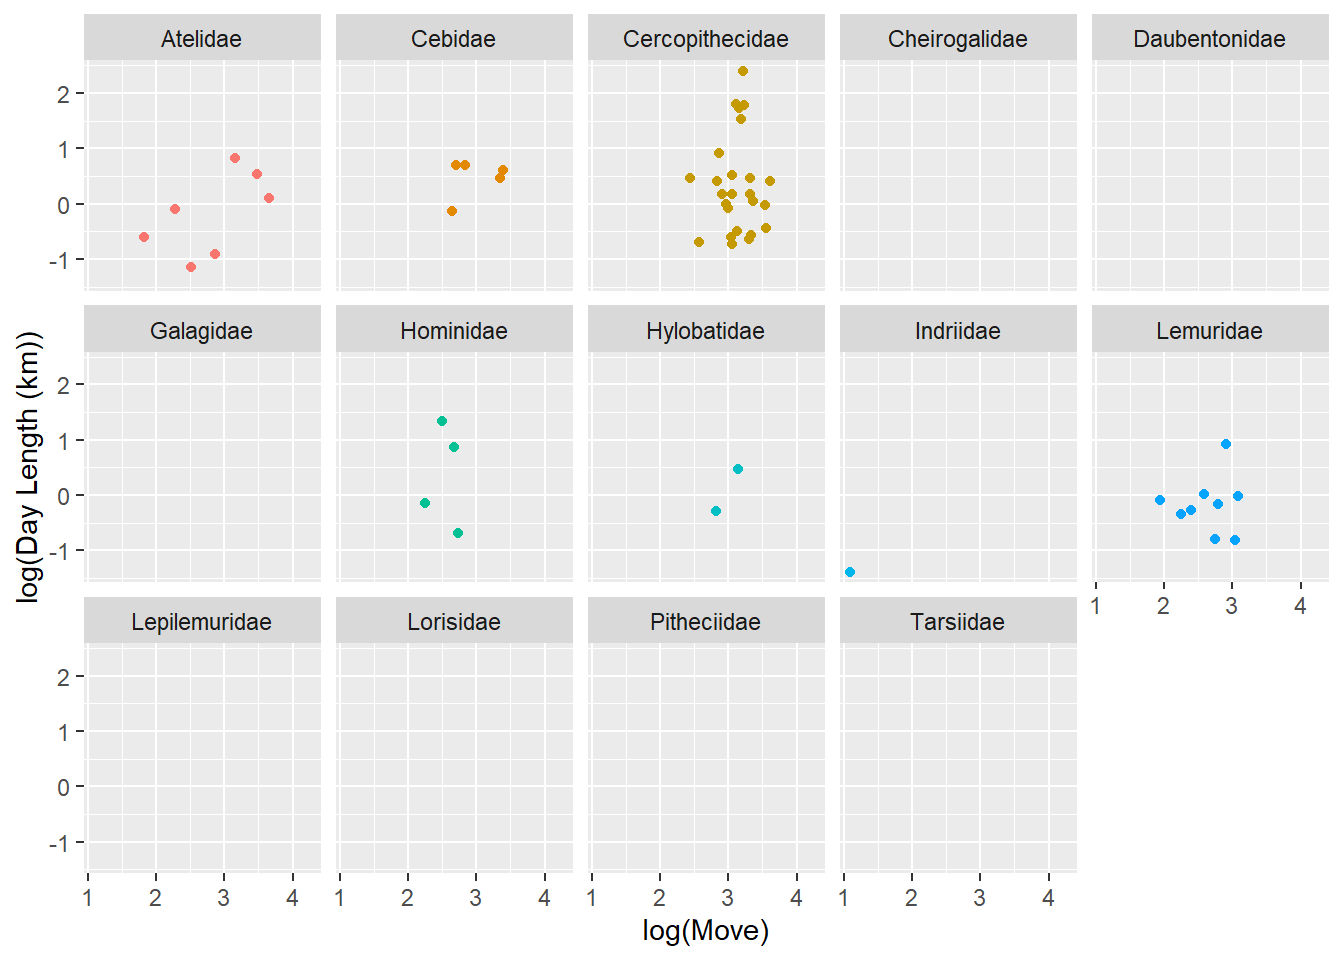 Atelidae Cebidae Cercopithecidae Cheirogalidae Daubentonidae
2
1
0
-1
Galagidae Hominidae Hylobatidae Indriidae Lemuridae
2
1
0
-1
1 2 3 4
Lepilemuridae Lorisidae Pitheciidae Tarsiidae
2
1
0
-1
1 2 3 4 1 2 3 4 1 2 3 4 1 2 3 4
log(Move)
log(Day Length (km))